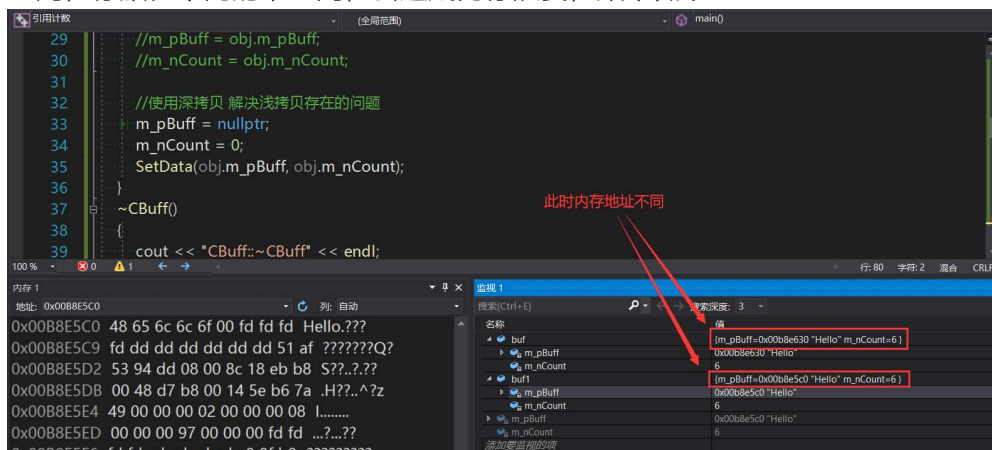 引用计数 (全局范围) main()
29 //m_pBuff = obj.m_pBuff;
30 //m_nCount = obj.m_nCount;
31
32 //使用深拷贝 解决浅拷贝存在的问题
33 m_pBuff = nullptr;
34 m_nCount = 0;
35 SetData(obj.m_pBuff, obj.m_nCount);
36 }
37 ~CBuff()
38 {
39 cout << "CBuff::~CBuff" << endl;
此时内存地址不同
100 % 0 1 行: 80 字符: 2 混合 CRLF
内存 1
地址: 0x00B8E5C0 列: 自动
0x00B8E5C0 48 65 6c 6c 6f 00 fd fd fd Hello.???
0x00B8E5C9 fd dd dd dd dd dd dd 51 af ???????Q?
0x00B8E5D2 53 94 dd 08 00 8c 18 eb b8 S??..?.??
0x00B8E5DB 00 48 d7 b8 00 14 5e b6 7a .H??..^?z
0x00B8E5E4 49 00 00 00 02 00 00 00 08 I........
0x00B8E5ED 00 00 00 97 00 00 00 fd fd ...?...??
监视 1
搜索(Ctrl+E) 搜索深度: 3
名称 值
buf {m_pBuff=0x00b8e630 "Hello" m_nCount=6 }
m_pBuff 0x00b8e630 "Hello"
m_nCount 6
buf1 {m_pBuff=0x00b8e5c0 "Hello" m_nCount=6 }
m_pBuff 0x00b8e5c0 "Hello"
m_nCount 6
m_pBuff 0x00b8e5c0 "Hello"
m_nCount 6
添加要监视的项